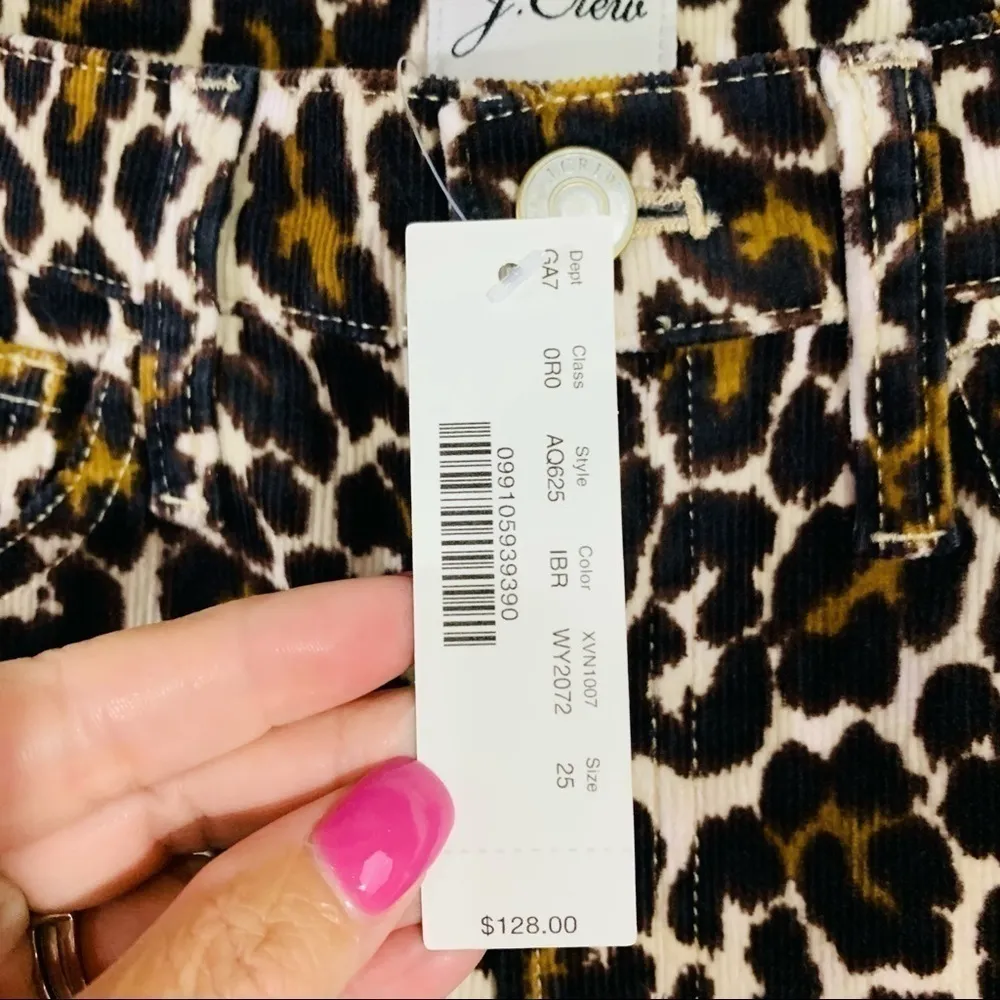 J. Crew
Dept Class Style Color XVN1007 Size
GA7 0R0 AQ625 IBR WY2072 25
099105939390
$128.00